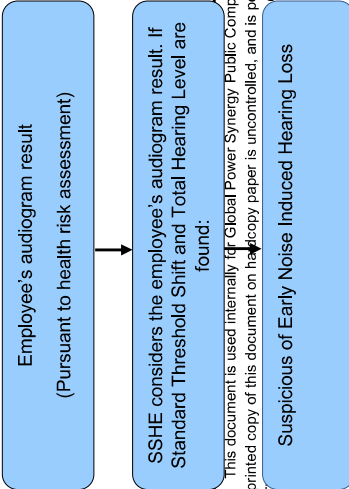 Employee's audiogram result
(Pursuant to health risk assessment)
SSHE considers the employee's audiogram result. If
Standard Threshold Shift and Total Hearing Level are
found:
This document is used internally for Global Power Synergy Public Comp
printed copy of this document on hardcopy paper is uncontrolled, and is pe
Suspicious of Early Noise Induced Hearing Loss